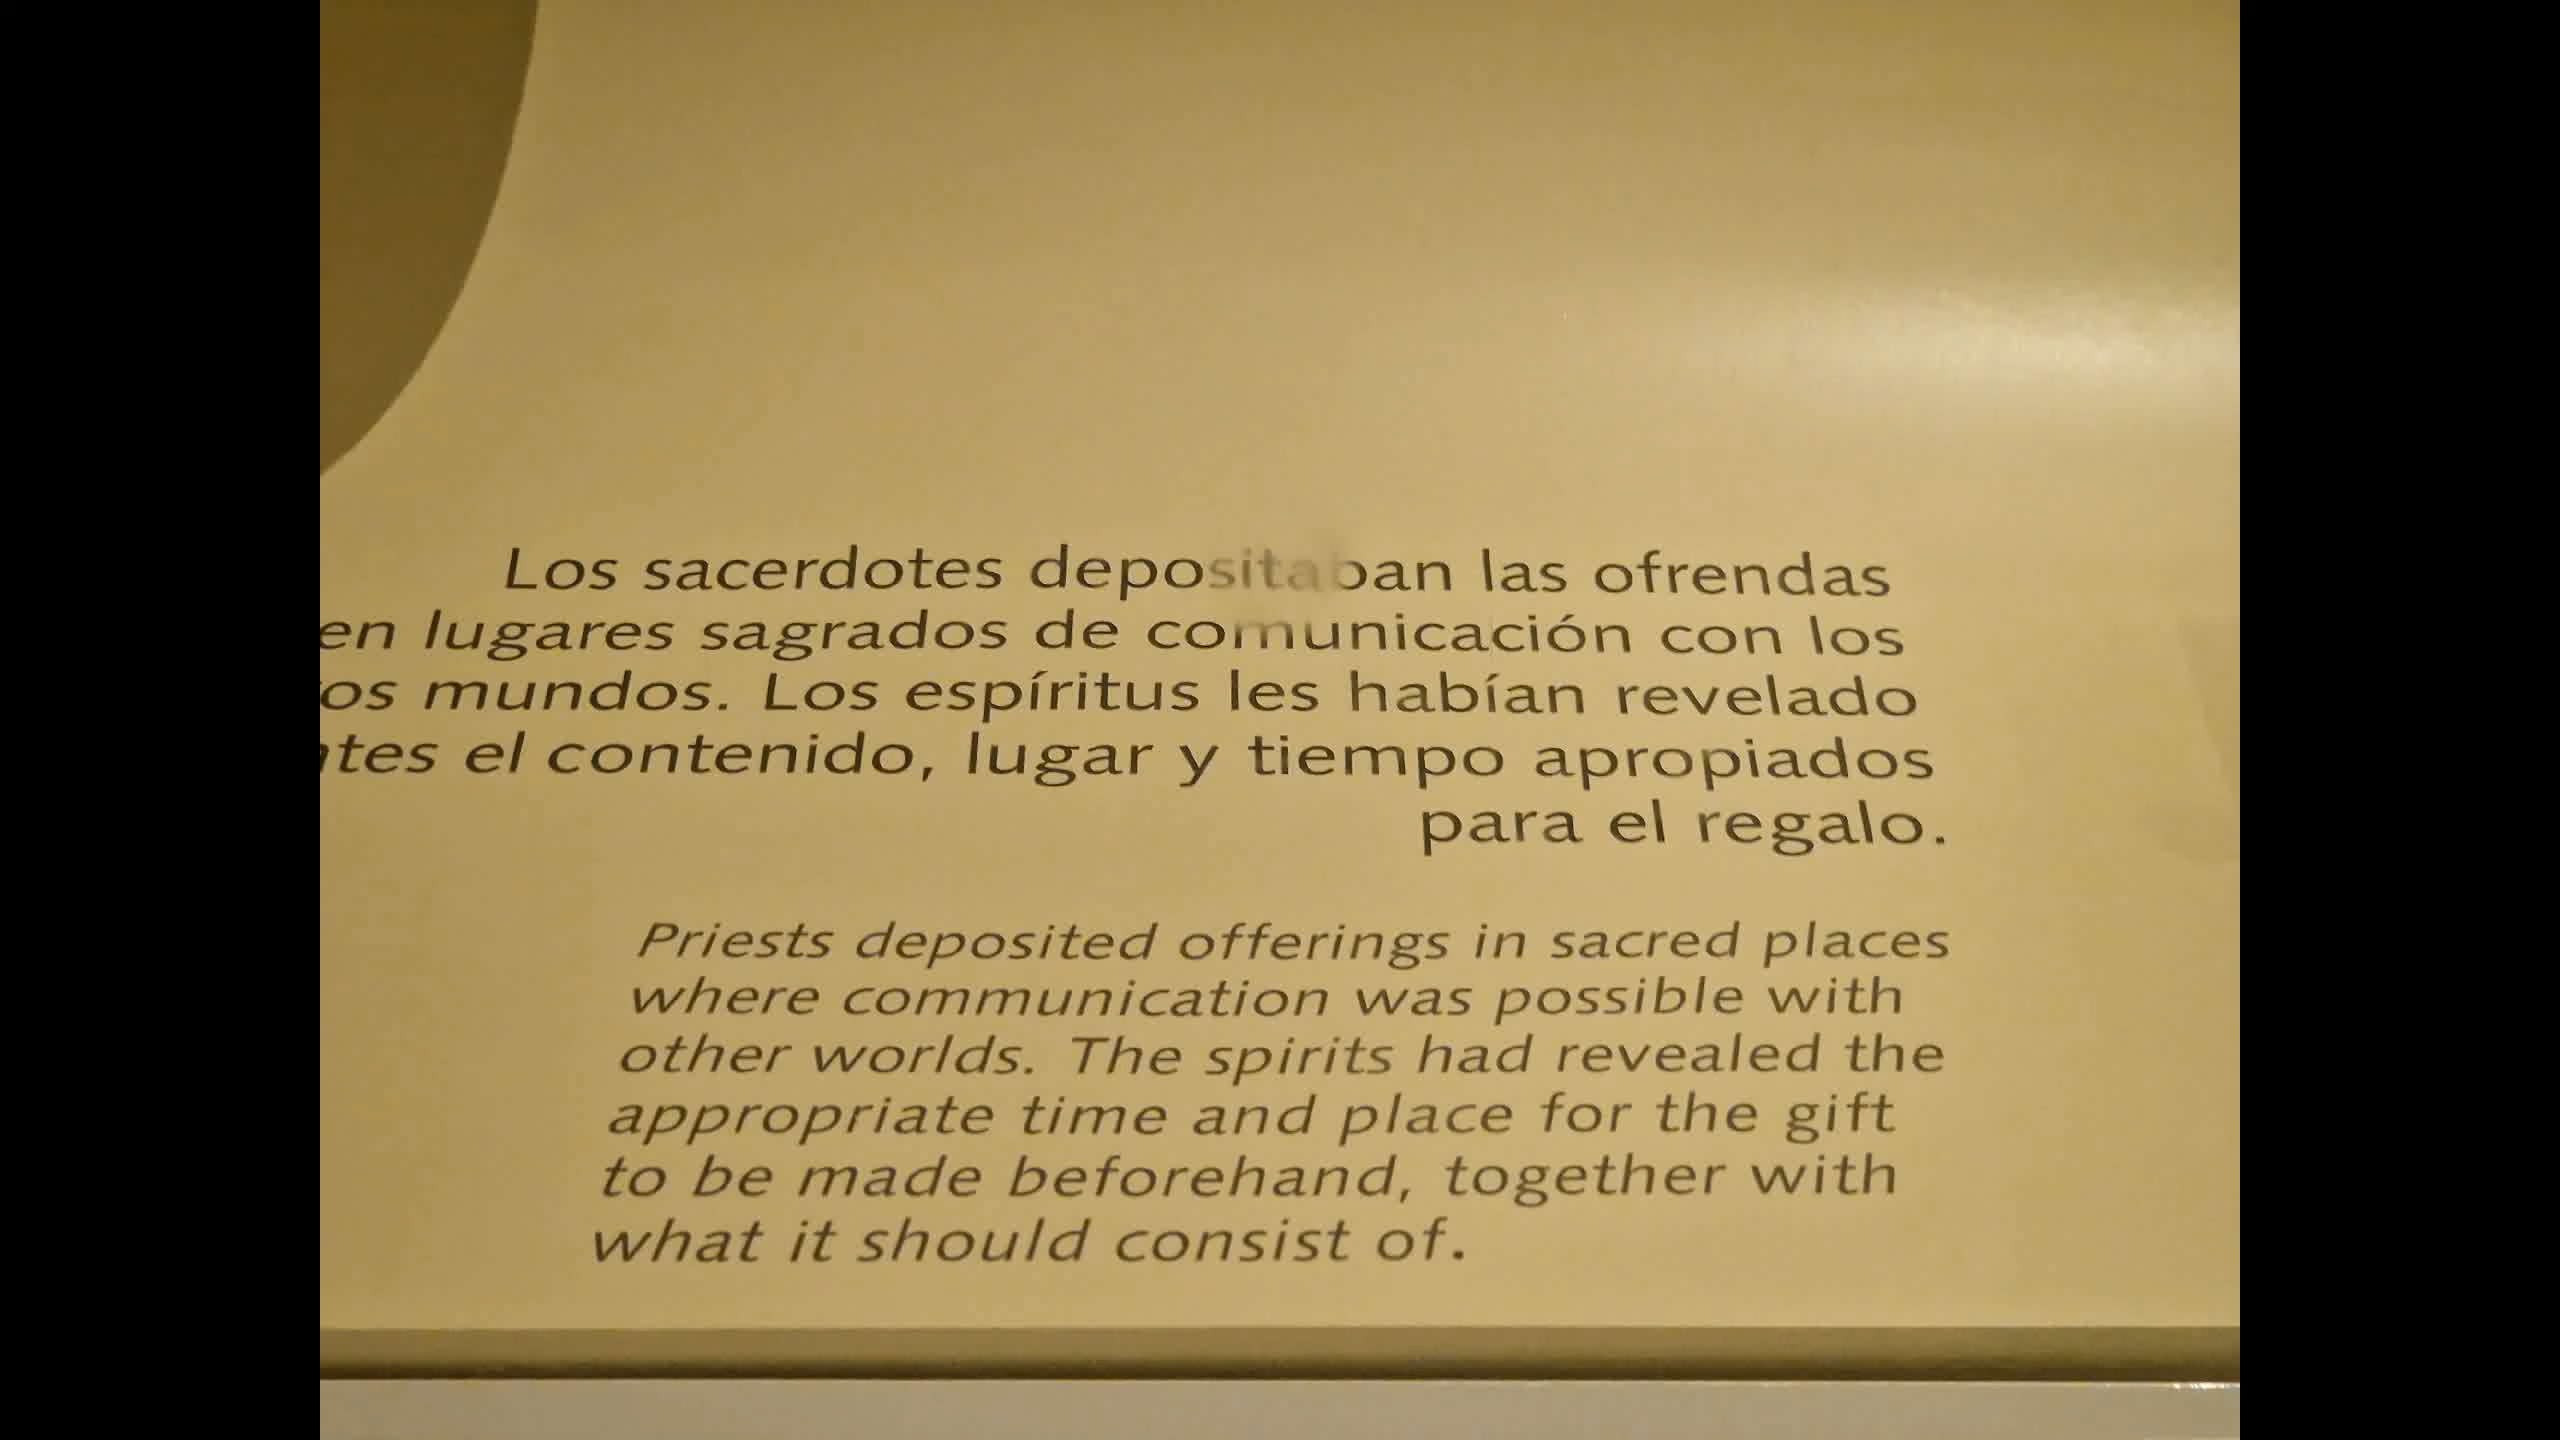 Los sacerdotes depositaban las ofrendas
en lugares sagrados de comunicación con los
os mundos. Los espíritus les habían revelado
tes el contenido, lugar y tiempo apropiados
para el regalo.
Priests deposited offerings in sacred places
where communication was possible with
other worlds. The spirits had revealed the
appropriate time and place for the gift
to be made beforehand, together with
what it should consist of.